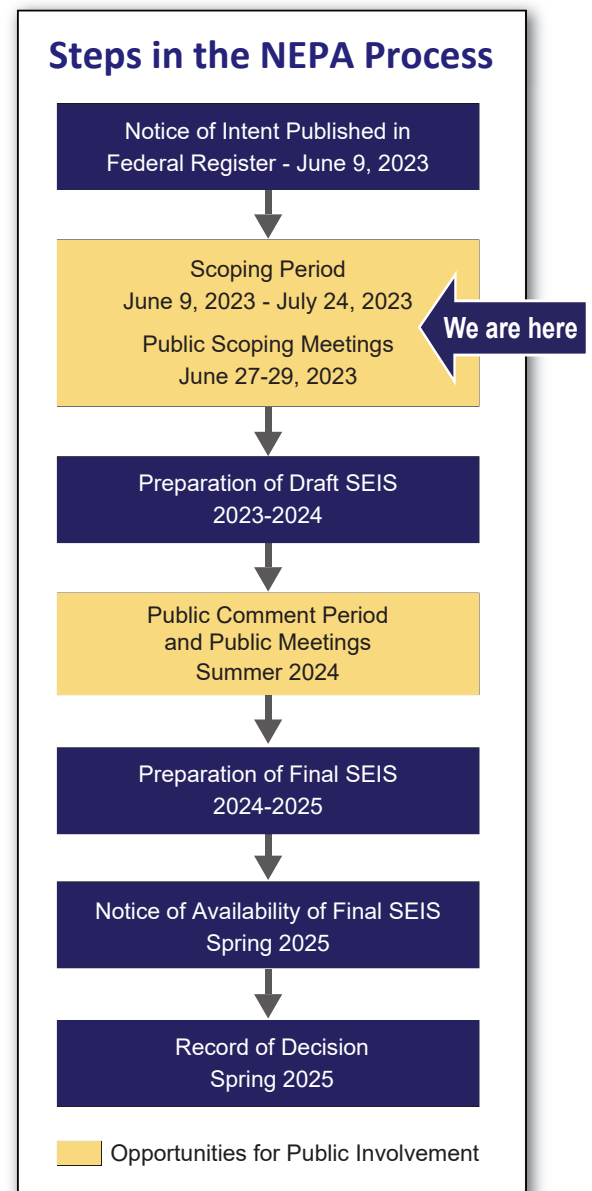 Steps in the NEPA Process
Notice of Intent Published in
Federal Register - June 9, 2023
Scoping Period
June 9, 2023 - July 24, 2023
Public Scoping Meetings
June 27-29, 2023
We are here
Preparation of Draft SEIS
2023-2024
Public Comment Period
and Public Meetings
Summer 2024
Preparation of Final SEIS
2024-2025
Notice of Availability of Final SEIS
Spring 2025
Record of Decision
Spring 2025
Opportunities for Public Involvement